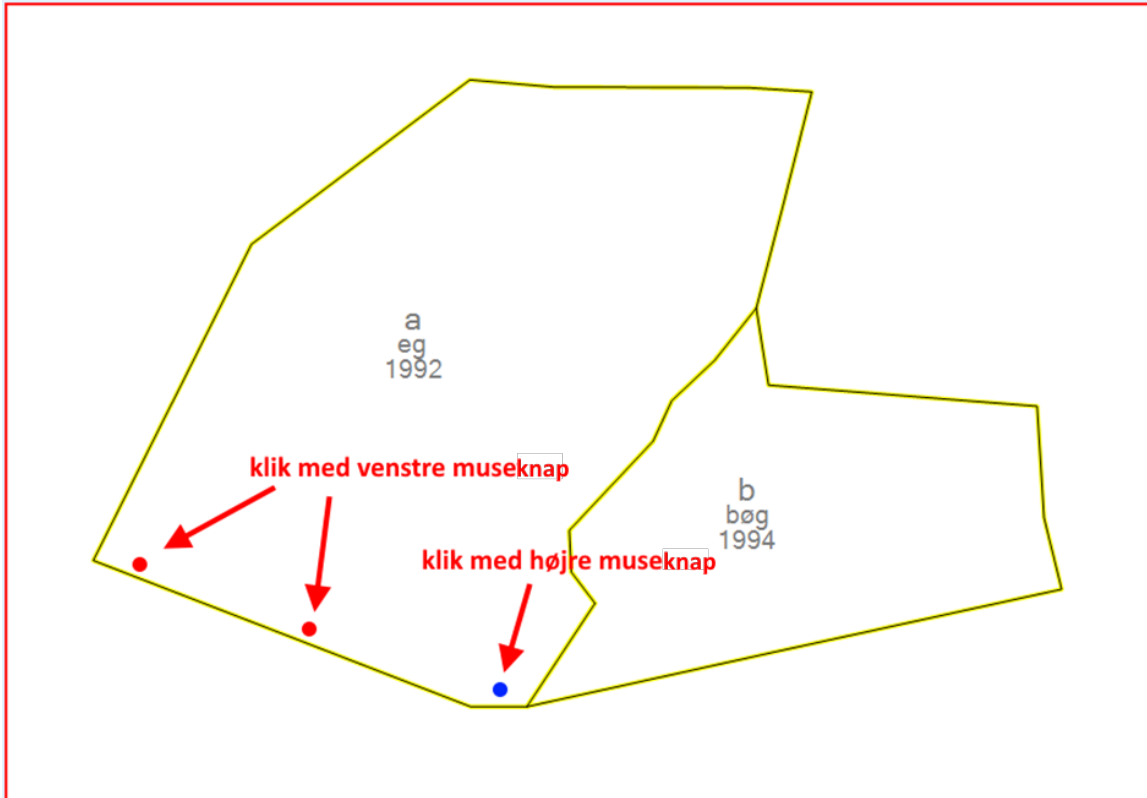 a
eg
1992
klik med venstre museknap
b
bøg
1994
klik med højre museknap